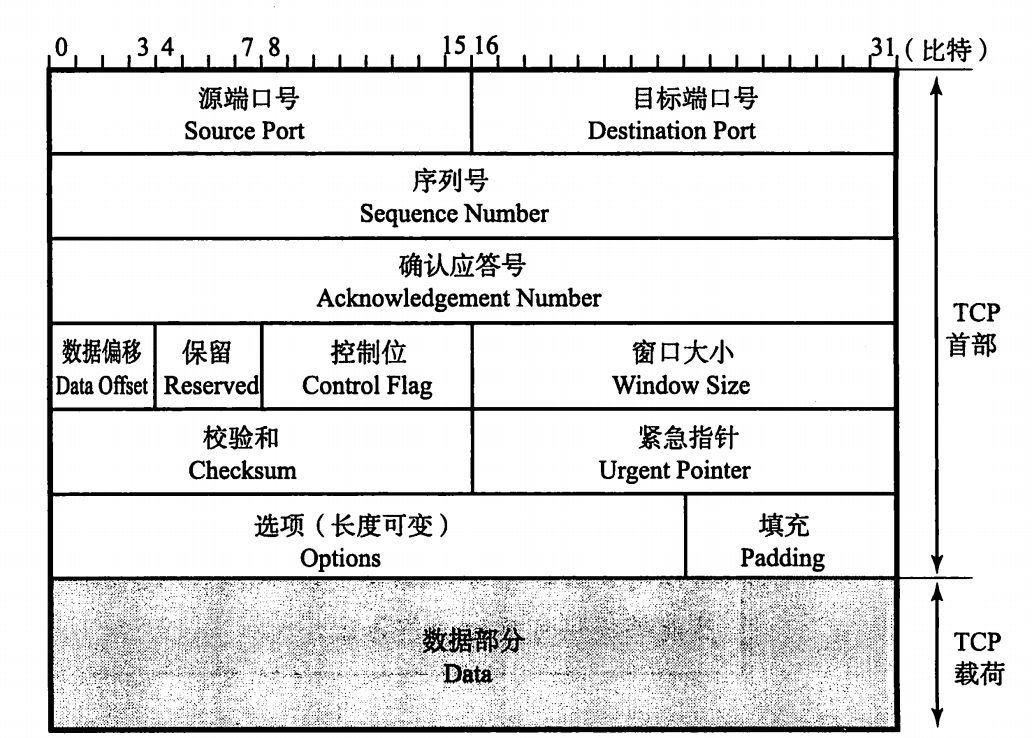 0 3 4 7 8 15 16 31（比特）
源端口号
Source Port
目标端口号
Destination Port
序列号
Sequence Number
确认应答号
Acknowledgement Number
数据偏移
Data Offset
保留
Reserved
控制位
Control Flag
窗口大小
Window Size
校验和
Checksum
紧急指针
Urgent Pointer
选项（长度可变）
Options
填充
Padding
TCP
首部
数据部分
Data
TCP
载荷